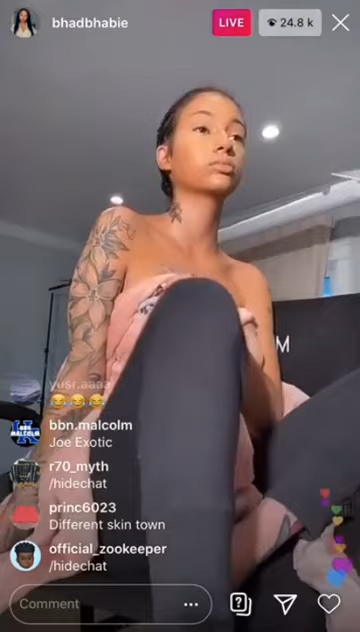 bhadbhabie
LIVE
24.8 k
M
yusr.aaaa
😂😂😂
bbn.malcolm
Joe Exotic
r70_myth
/hidechat
princ6023
Different skin town
official_zookeeper
/hidechat
Comment